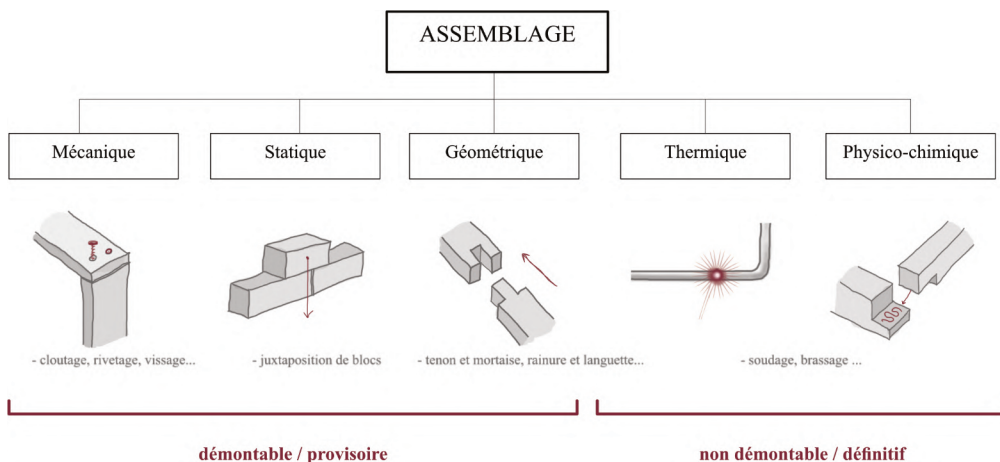 ASSEMBLAGE
Mécanique
Statique
Géométrique
Thermique
Physico-chimique
- cloutage, rivetage, vissage...
- juxtaposition de blocs
- tenon et mortaise, rainure et languette...
- soudage, brassage ...
démontable / provisoire
non démontable / définitif